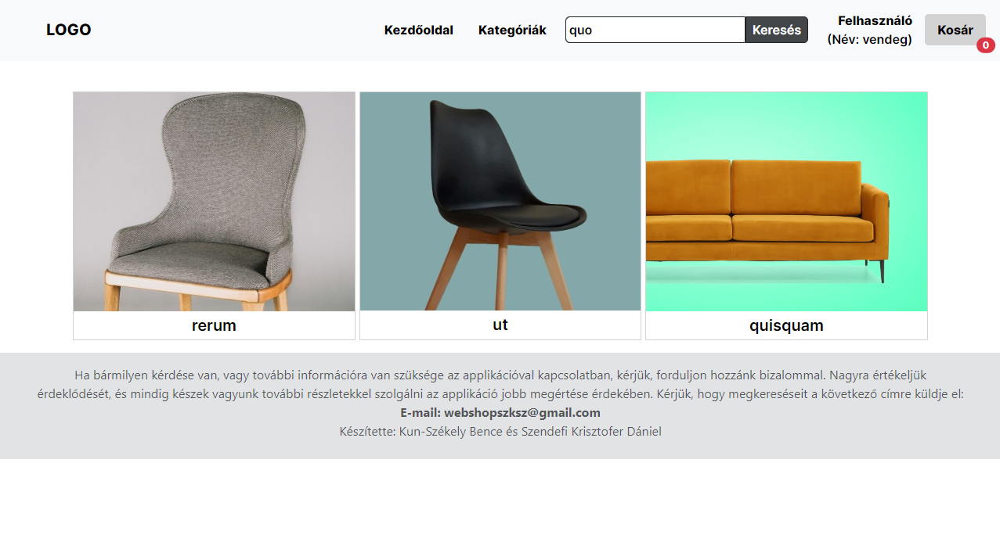 LOGO
Kezdőoldal
Kategóriák
quo
Keresés
Felhasználó
(Név: vendeg)
Kosár
0
rerum
ut
quisquam
Ha bármilyen kérdése van, vagy további információra van szüksége az applikációval kapcsolatban, kérjük, forduljon hozzánk bizalommal. Nagyra értékeljük
érdeklődését, és mindig készek vagyunk további részletekkel szolgálni az applikáció jobb megértése érdekében. Kérjük, hogy megkereséseit a következő címre küldje el:
E-mail: webshopszksz@gmail.com
Készítette: Kun-Székely Bence és Szendefi Krisztofer Dániel